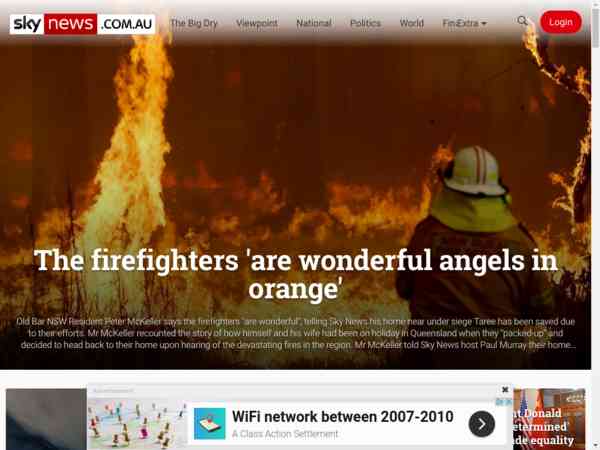 sky news .COM.AU
The Big Dry Viewpoint National Politics World Fin Extra Login
The firefighters 'are wonderful angels in
orange'
Old Bar NSW Resident Peter McKeller says the firefighters "are wonderful", telling Sky News his home near under siege Taree has been saved due
to their efforts. Mr McKeller recounted the story of how himself and his wife had been on holiday in Queensland when they "packed-up" and
decided to head back to their home upon hearing of the devastating fires in the region. Mr McKeller told Sky News host Paul Murray their home...
Advertisement
WiFi network between 2007-2010
A Class Action Settlement
Donald
etermined'
de equality